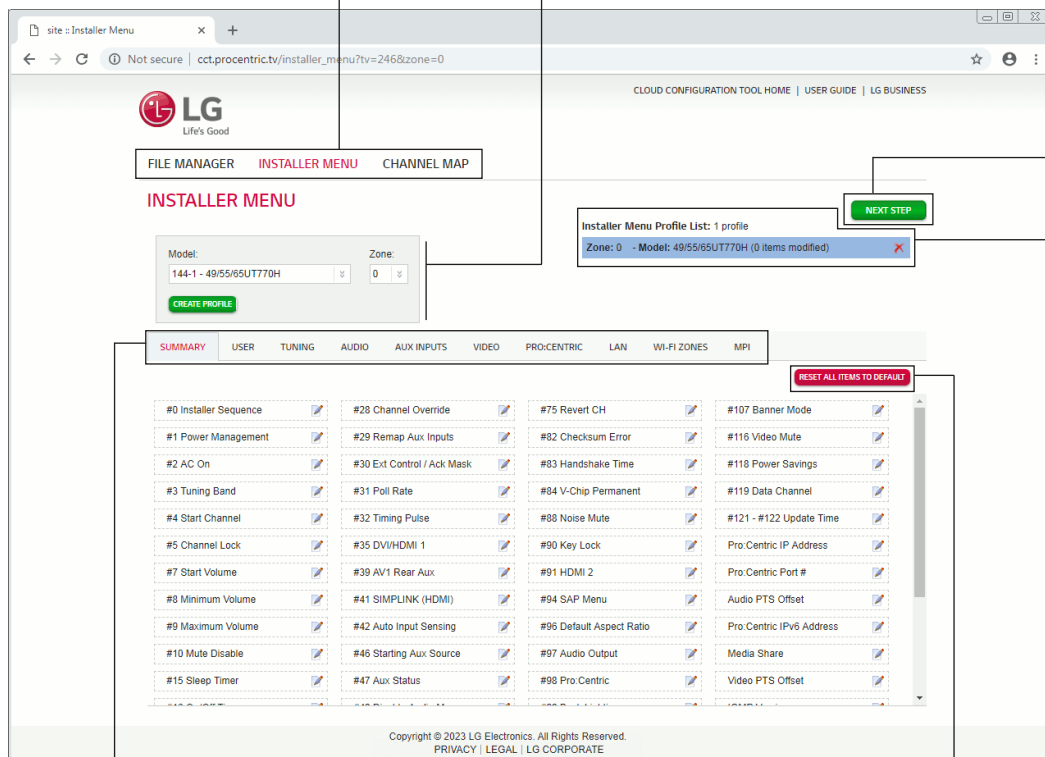 site :: Installer Menu
Not secure | cct.procentric.tv/installer_menu?tv=246&zone=0
CLOUD CONFIGURATION TOOL HOME | USER GUIDE | LG BUSINESS
LG
Life's Good
FILE MANAGER INSTALLER MENU CHANNEL MAP
INSTALLER MENU
NEXT STEP
Installer Menu Profile List: 1 profile
Zone: 0 - Model: 49/55/65UT770H (0 items modified)
Model: Zone:
144-1 - 49/55/65UT770H 0
CREATE PROFILE
SUMMARY USER TUNING AUDIO AUX INPUTS VIDEO PRO:CENTRIC LAN WI-FI ZONES MPI
RESET ALL ITEMS TO DEFAULT
#0 Installer Sequence #28 Channel Override #75 Revert CH #107 Banner Mode
#1 Power Management #29 Remap Aux Inputs #82 Checksum Error #116 Video Mute
#2 AC On #30 Ext Control / Ack Mask #83 Handshake Time #118 Power Savings
#3 Tuning Band #31 Poll Rate #84 V-Chip Permanent #119 Data Channel
#4 Start Channel #32 Timing Pulse #88 Noise Mute #121 - #122 Update Time
#5 Channel Lock #35 DVI/HDMI 1 #90 Key Lock Pro:Centric IP Address
#7 Start Volume #39 AV1 Rear Aux #91 HDMI 2 Pro:Centric Port #
#8 Minimum Volume #41 SIMPLINK (HDMI) #94 SAP Menu Audio PTS Offset
#9 Maximum Volume #42 Auto Input Sensing #96 Default Aspect Ratio Pro:Centric IPv6 Address
#10 Mute Disable #46 Starting Aux Source #97 Audio Output Media Share
#15 Sleep Timer #47 Aux Status #98 Pro:Centric Video PTS Offset
Copyright © 2023 LG Electronics. All Rights Reserved.
PRIVACY | LEGAL | LG CORPORATE